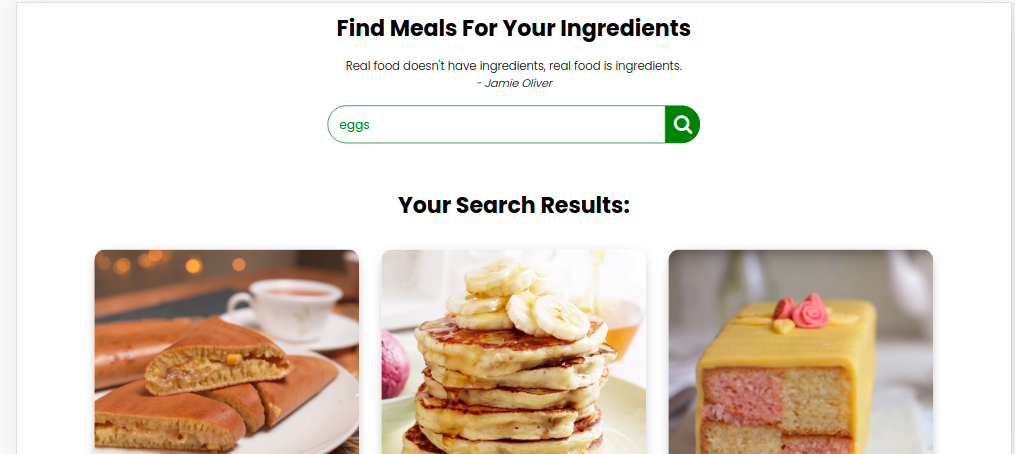 Find Meals For Your Ingredients
Real food doesn't have ingredients, real food is ingredients.
- Jamie Oliver
eggs
Your Search Results: